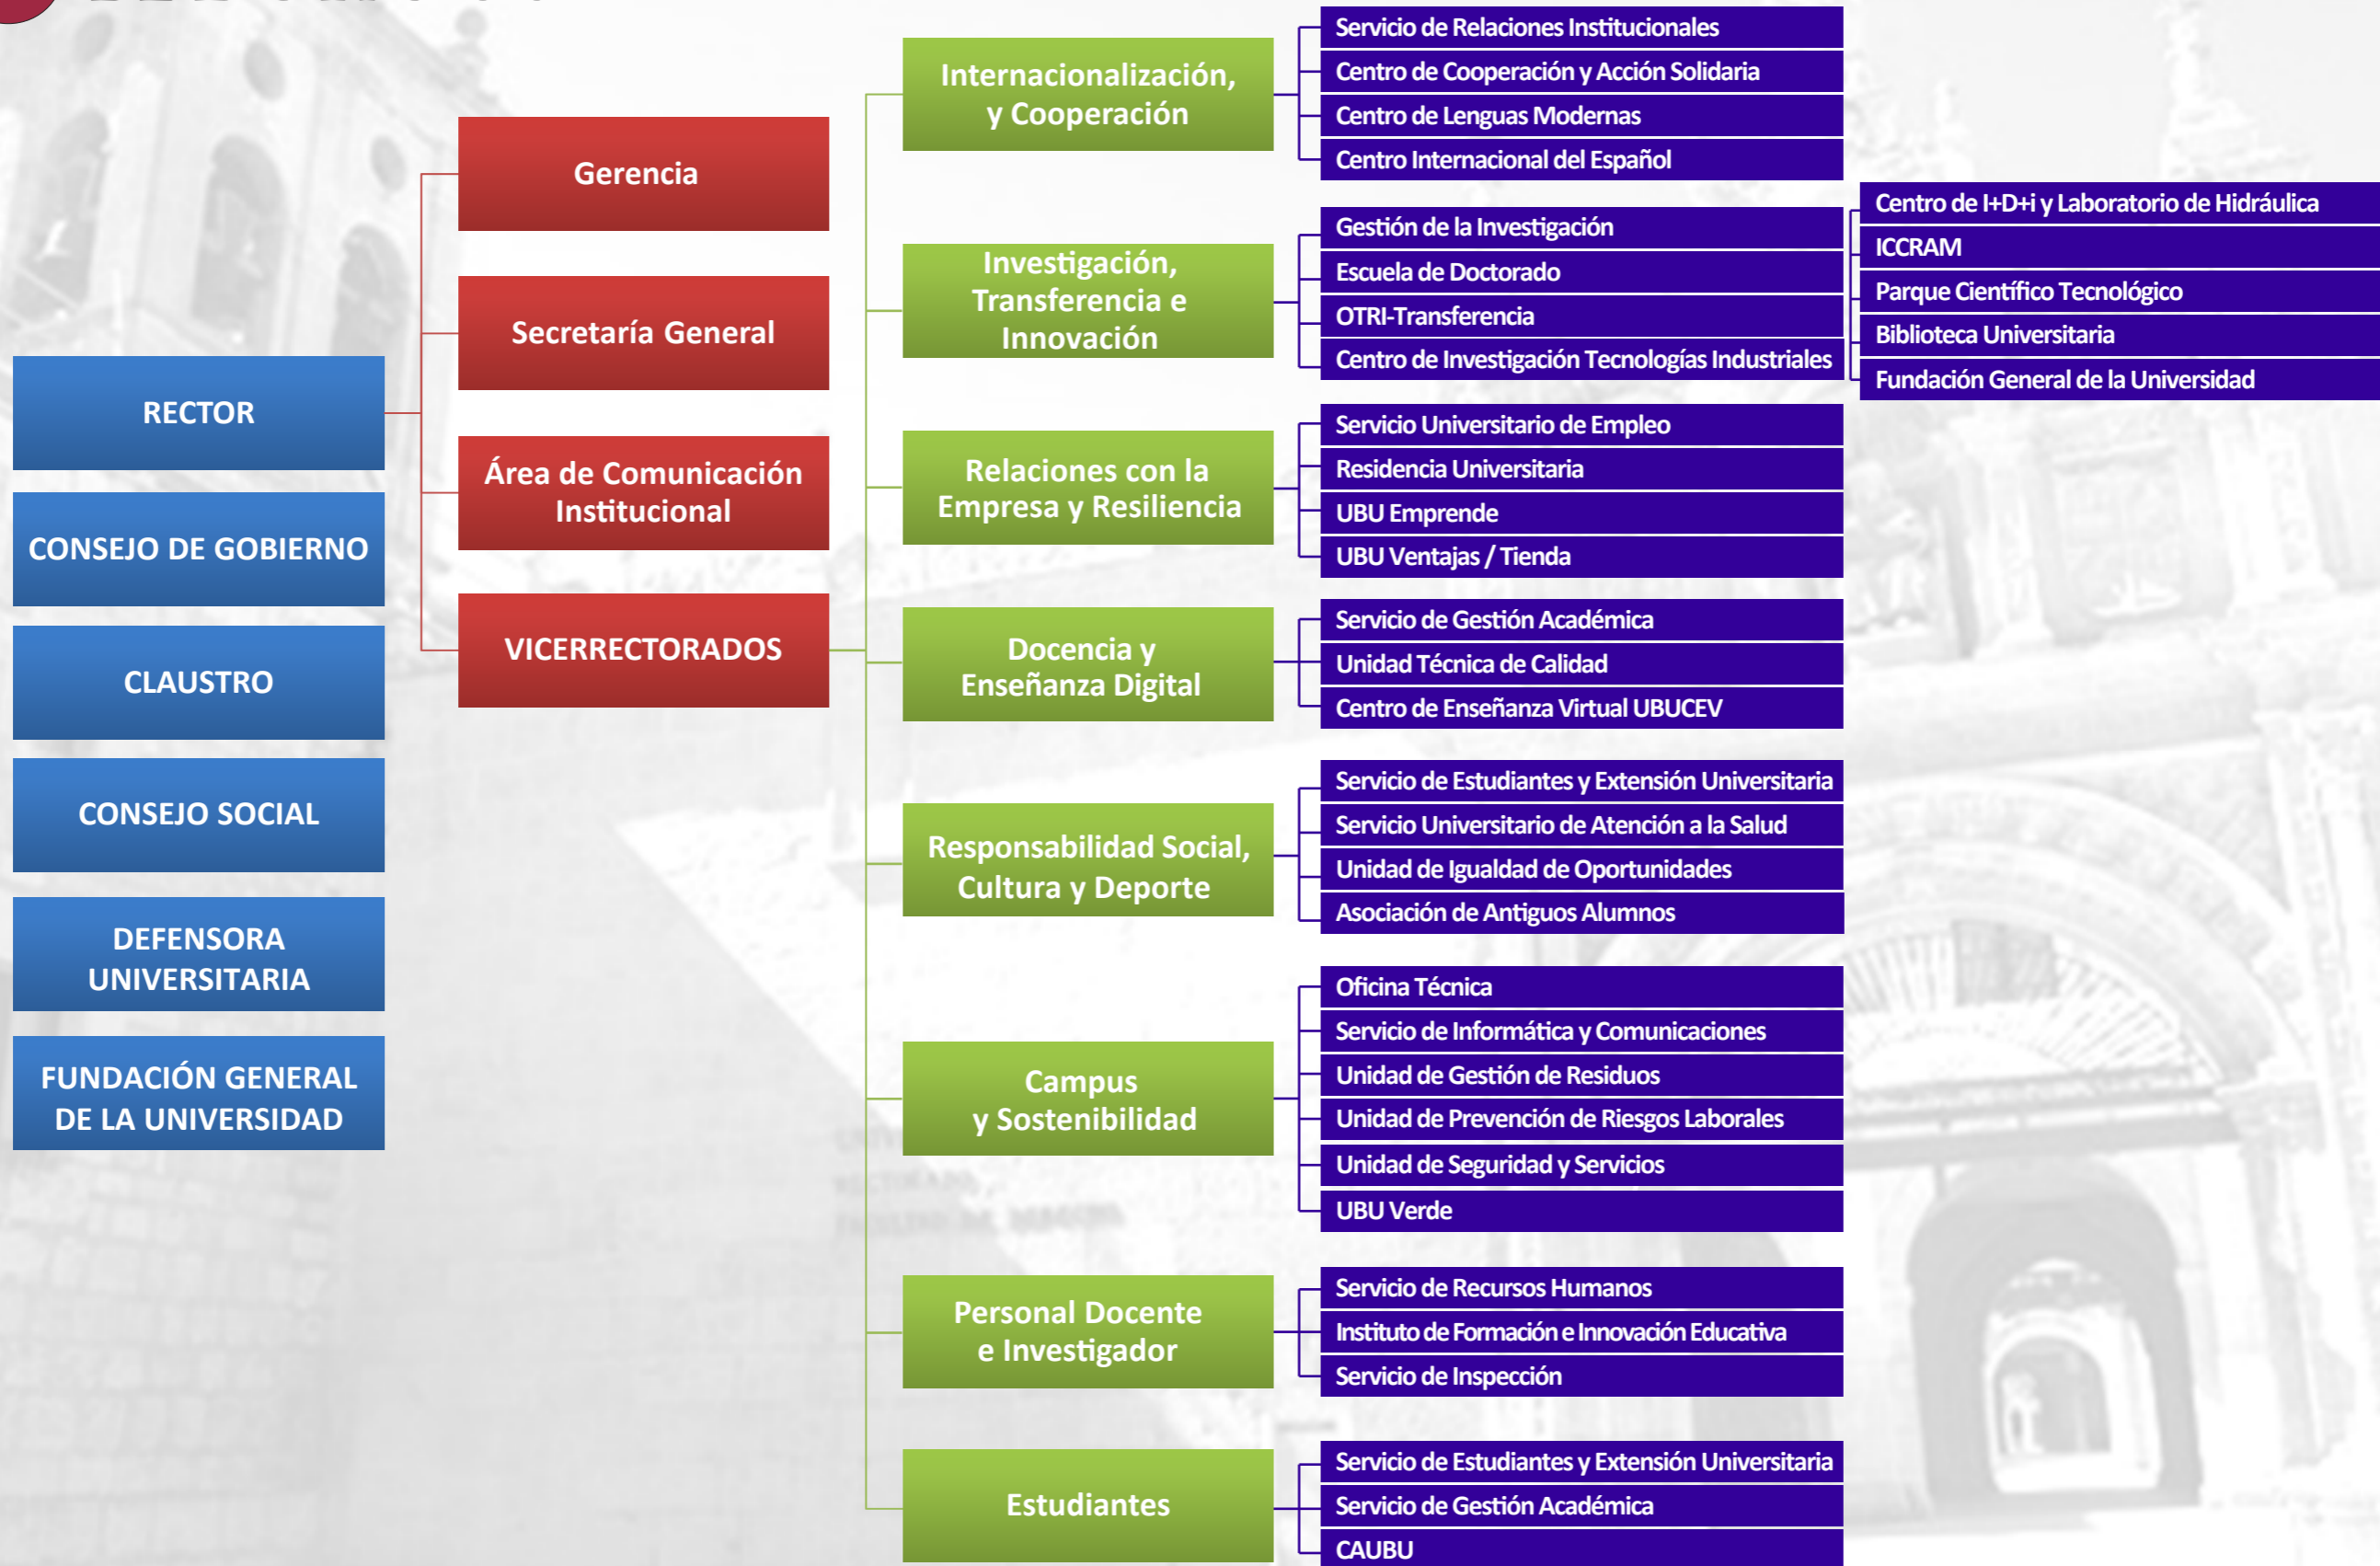 RECTOR
CONSEJO DE GOBIERNO
CLAUSTRO
CONSEJO SOCIAL
DEFENSORA
UNIVERSITARIA
FUNDACIÓN GENERAL
DE LA UNIVERSIDAD
Gerencia
Secretaría General
Área de Comunicación
Institucional
VICERRECTORADOS
Internacionalización,
y Cooperación
Servicio de Relaciones Institucionales
Centro de Cooperación y Acción Solidaria
Centro de Lenguas Modernas
Centro Internacional del Español
Investigación,
Transferencia e
Innovación
Gestión de la Investigación
Escuela de Doctorado
OTRI-Transferencia
Centro de Investigación Tecnologías Industriales
Centro de I+D+i y Laboratorio de Hidráulica
ICCRAM
Parque Científico Tecnológico
Biblioteca Universitaria
Fundación General de la Universidad
Relaciones con la
Empresa y Resiliencia
Servicio Universitario de Empleo
Residencia Universitaria
UBU Emprende
UBU Ventajas / Tienda
Docencia y
Enseñanza Digital
Servicio de Gestión Académica
Unidad Técnica de Calidad
Centro de Enseñanza Virtual UBUCEV
Responsabilidad Social,
Cultura y Deporte
Servicio de Estudiantes y Extensión Universitaria
Servicio Universitario de Atención a la Salud
Unidad de Igualdad de Oportunidades
Asociación de Antiguos Alumnos
Campus
y Sostenibilidad
Oficina Técnica
Servicio de Informática y Comunicaciones
Unidad de Gestión de Residuos
Unidad de Prevención de Riesgos Laborales
Unidad de Seguridad y Servicios
UBU Verde
Personal Docente
e Investigador
Servicio de Recursos Humanos
Instituto de Formación e Innovación Educativa
Servicio de Inspección
Estudiantes
Servicio de Estudiantes y Extensión Universitaria
Servicio de Gestión Académica
CAUBU